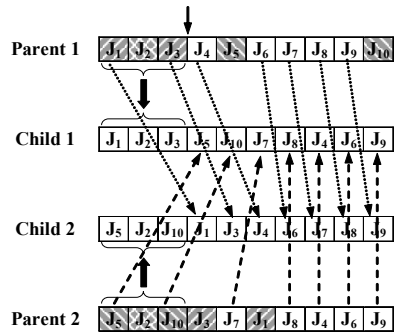 Parent 1 J1 J2 J3 J4 J5 J6 J7 J8 J9 J10
Child 1 J1 J2 J3 J5 J10 J7 J8 J4 J6 J9
Child 2 J5 J2 J10 J1 J3 J4 J6 J7 J8 J9
Parent 2 J5 J2 J10 J3 J7 J1 J8 J4 J6 J9